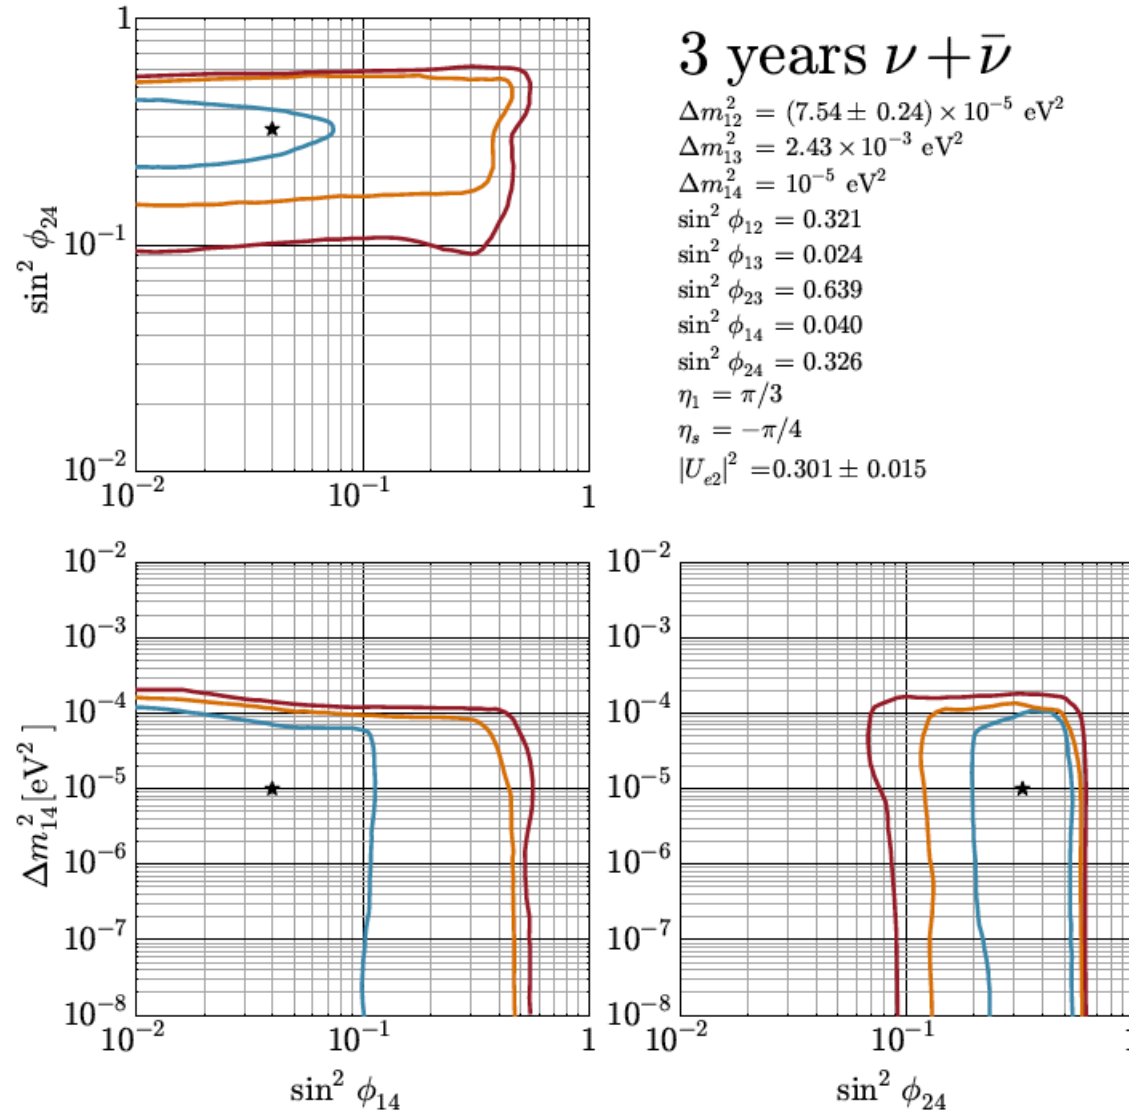 3 years ν + ν̄
Δm²₁₂ = (7.54 ± 0.24) × 10⁻⁵ eV²
Δm²₁₃ = 2.43 × 10⁻³ eV²
Δm²₁₄ = 10⁻⁵ eV²
sin² ϕ₁₂ = 0.321
sin² ϕ₁₃ = 0.024
sin² ϕ₂₃ = 0.639
sin² ϕ₁₄ = 0.040
sin² ϕ₂₄ = 0.326
η₁ = π/3
ηₛ = −π/4
|Uₑ₂|² =0.301 ± 0.015
sin² ϕ₂₄
1
10⁻¹
10⁻²
10⁻² 10⁻¹ 1
Δm²₁₄[eV²]
10⁻²
10⁻³
10⁻⁴
10⁻⁵
10⁻⁶
10⁻⁷
10⁻⁸
10⁻² 10⁻¹ 1
sin² ϕ₁₄
10⁻²
10⁻³
10⁻⁴
10⁻⁵
10⁻⁶
10⁻⁷
10⁻⁸
10⁻² 10⁻¹ 1
sin² ϕ₂₄